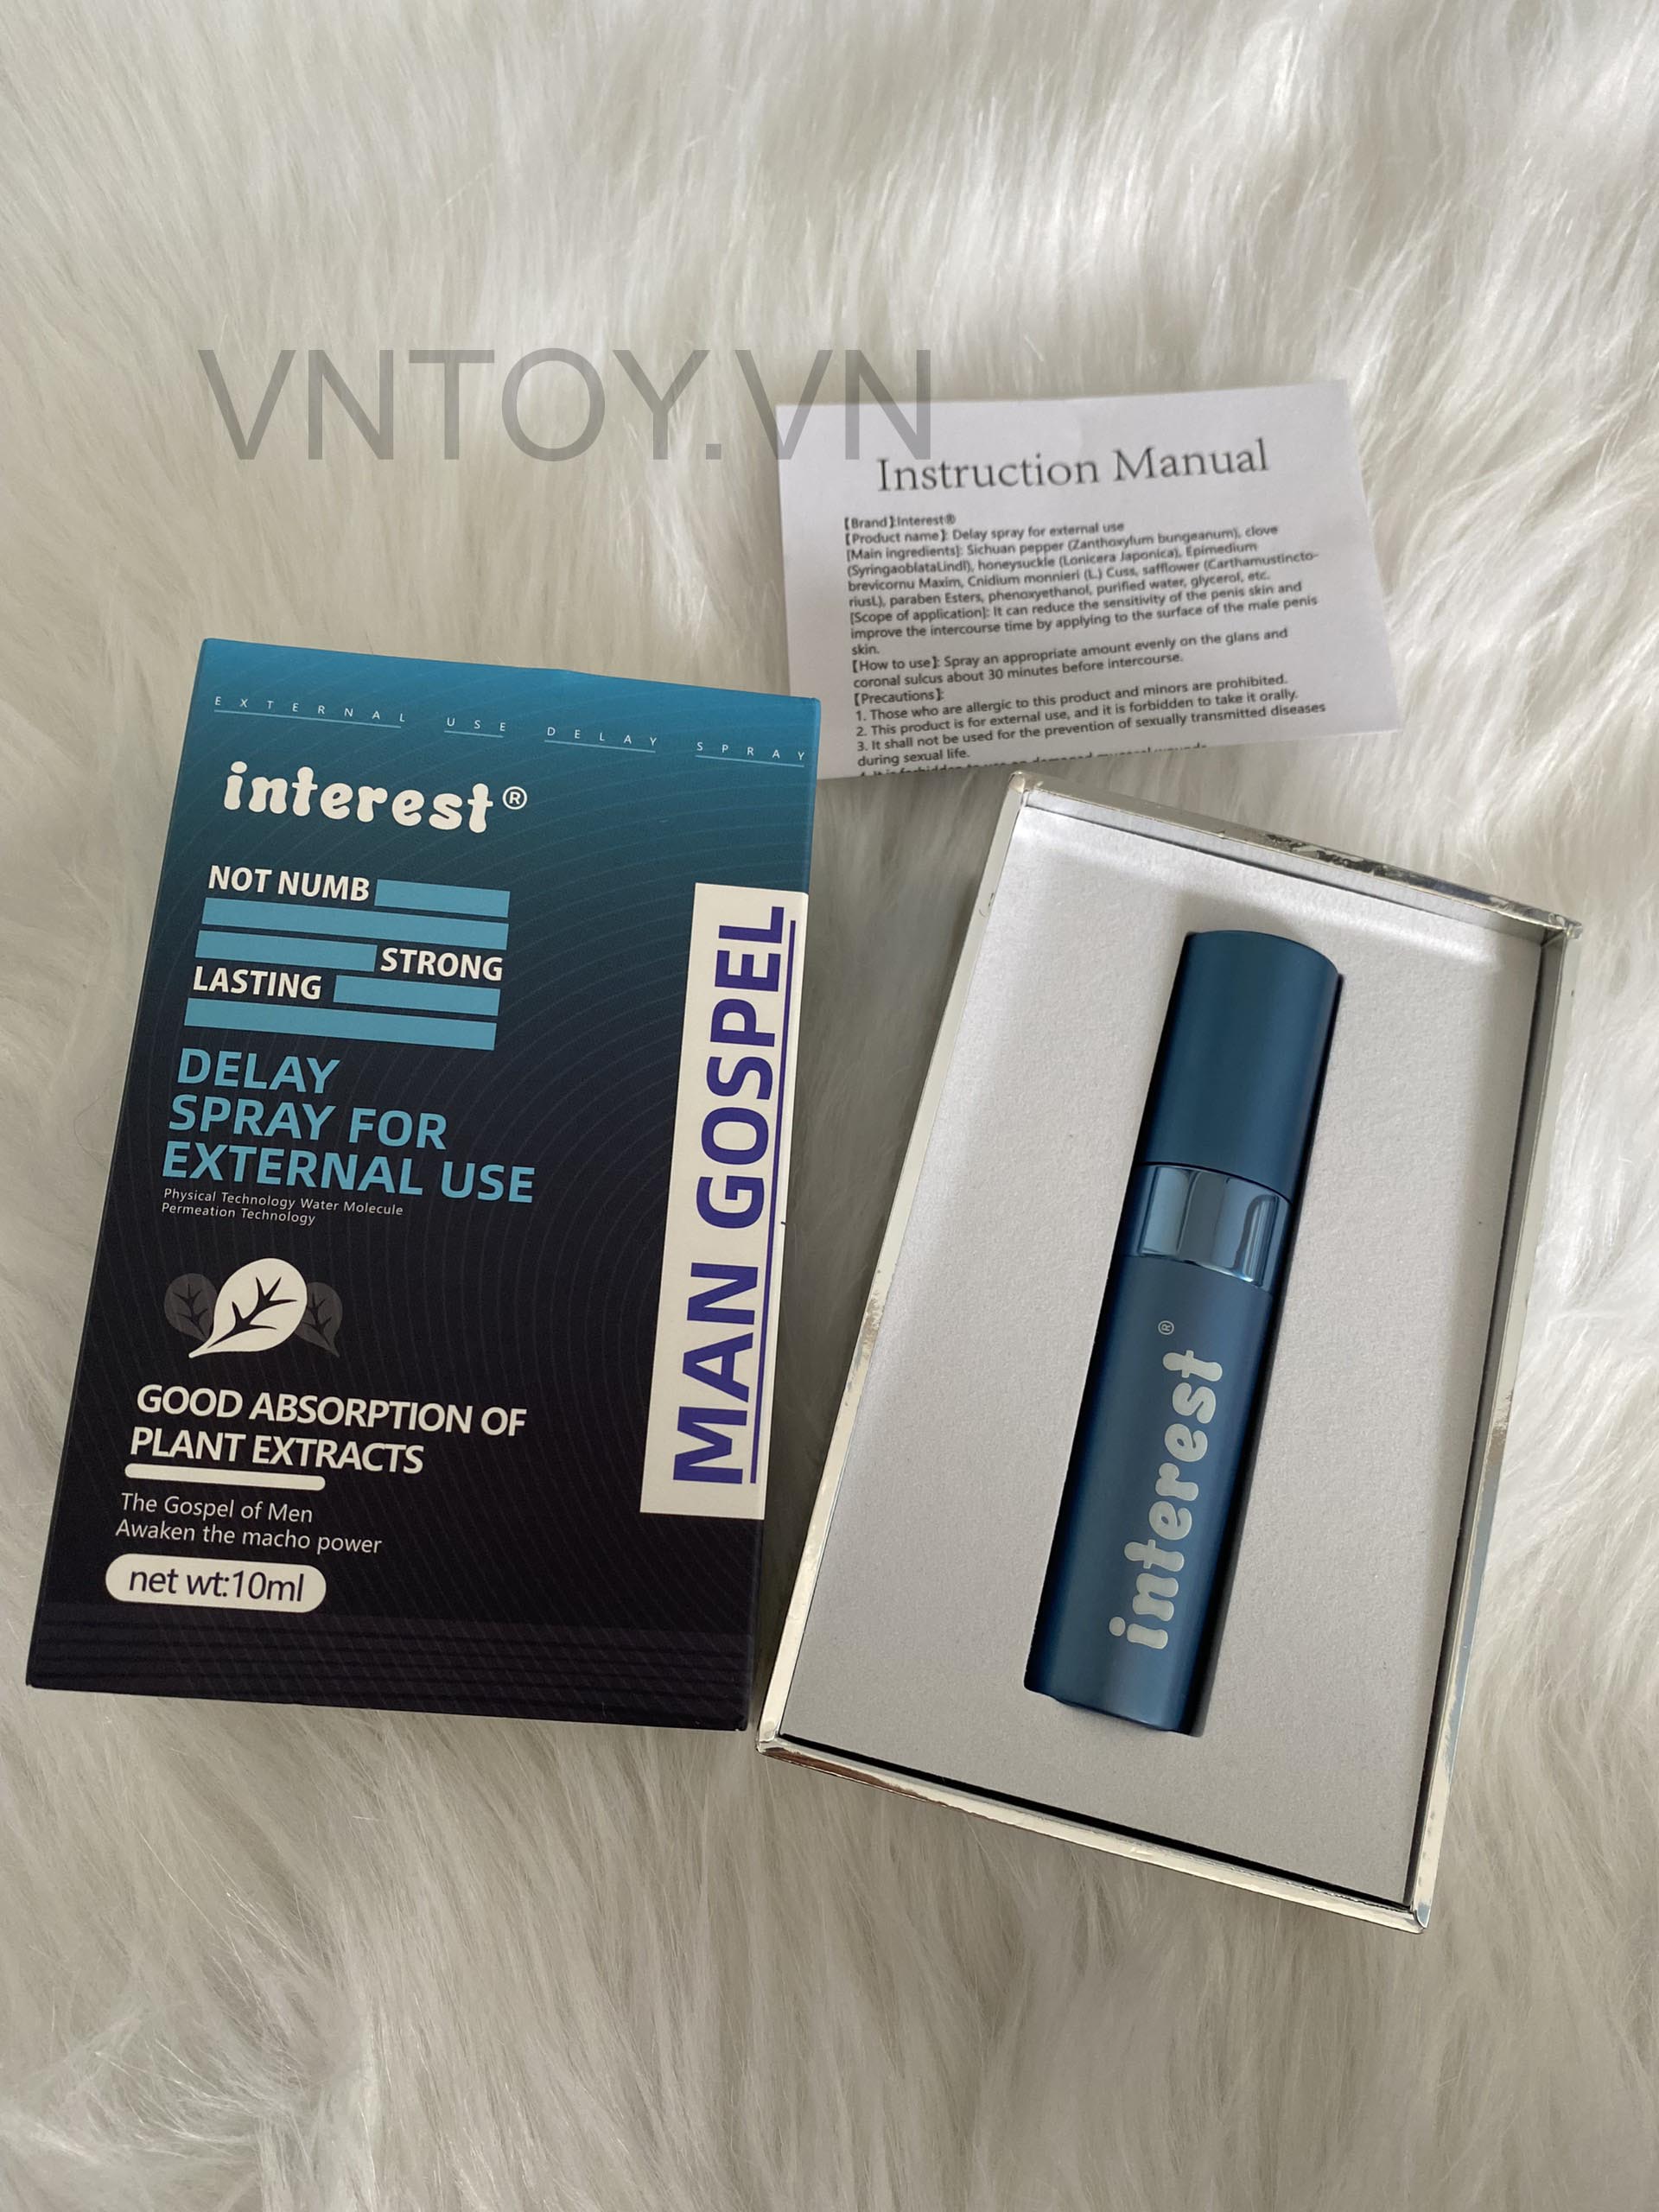 VNTOY.VN
Instruction Manual
【Brand】:Interest®
【Product name】: Delay spray for external use
[Main ingredients]: Sichuan pepper (Zanthoxylum bungeanum), clove
(SyringaoblataLindl), honeysuckle (Lonicera Japonica), Epimedium
brevicornu Maxim, Cnidium monnieri (L.) Cuss, safflower (Carthamustincto-
riusL), paraben Esters, phenoxyethanol, purified water, glycerol, etc.
[Scope of application]: It can reduce the sensitivity of the penis skin and
improve the intercourse time by applying to the surface of the male penis
skin.
【How to use】: Spray an appropriate amount evenly on the glans and
coronal sulcus about 30 minutes before intercourse.
【Precautions】:
1. Those who are allergic to this product and minors are prohibited.
2. This product is for external use, and it is forbidden to take it orally.
3. It shall not be used for the prevention of sexually transmitted diseases
during sexual life.
EXTERNAL USE DELAY SPRAY
interest®
NOT NUMB
STRONG
LASTING
DELAY
SPRAY FOR
EXTERNAL USE
Physical Technology Water Molecule
Permeation Technology
GOOD ABSORPTION OF
PLANT EXTRACTS
The Gospel of Men
Awaken the macho power
net wt:10ml
MAN GOSPEL
interest®